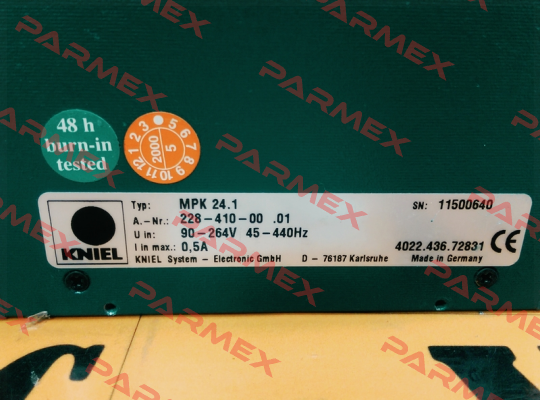 PARMEX
48 h
burn-in
tested
1 2 3 5 6 7 8 9 10 11 12
2000
5
KNIEL
Typ: MPK 24.1
SN: 11500640
A.-Nr.: 228-410-00 .01
U in: 90-264V 45-440Hz
I in max.: 0,5A
4022.436.72831 CE
KNIEL System - Electronic GmbH D - 76187 Karlsruhe Made in Germany